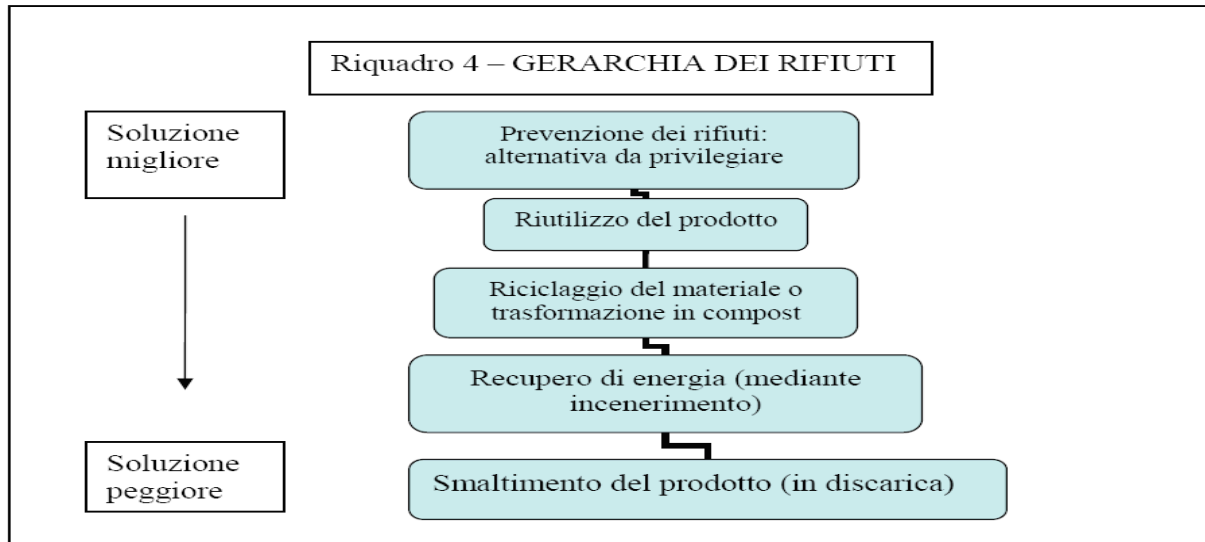 Riquadro 4 – GERARCHIA DEI RIFIUTI
Soluzione
migliore
Prevenzione dei rifiuti:
alternativa da privilegiare
Riutilizzo del prodotto
Riciclaggio del materiale o
trasformazione in compost
Recupero di energia (mediante
incenerimento)
Soluzione
peggiore
Smaltimento del prodotto (in discarica)